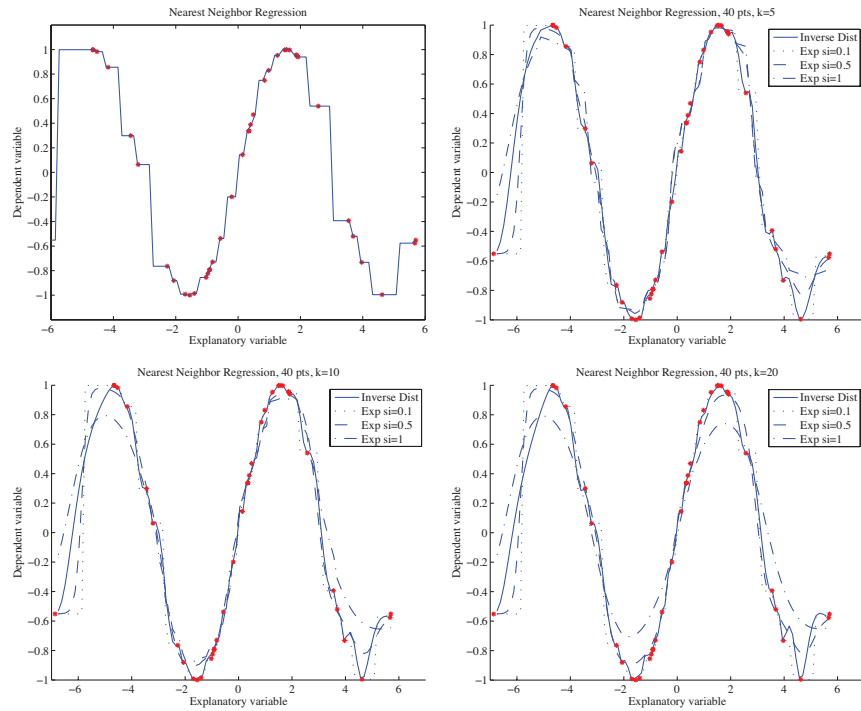 Nearest Neighbor Regression
Dependent variable
1
0.8
0.6
0.4
0.2
0
−0.2
−0.4
−0.6
−0.8
−1
−6 −4 −2 0 2 4 6
Explanatory variable
Nearest Neighbor Regression, 40 pts, k=5
Dependent variable
1
0.8
0.6
0.4
0.2
0
−0.2
−0.4
−0.6
−0.8
−1
−6 −4 −2 0 2 4 6
Explanatory variable
Inverse Dist
Exp si=0.1
Exp si=0.5
Exp si=1
Nearest Neighbor Regression, 40 pts, k=10
Dependent variable
1
0.8
0.6
0.4
0.2
0
−0.2
−0.4
−0.6
−0.8
−1
−6 −4 −2 0 2 4 6
Explanatory variable
Inverse Dist
Exp si=0.1
Exp si=0.5
Exp si=1
Nearest Neighbor Regression, 40 pts, k=20
Dependent variable
1
0.8
0.6
0.4
0.2
0
−0.2
−0.4
−0.6
−0.8
−1
−6 −4 −2 0 2 4 6
Explanatory variable
Inverse Dist
Exp si=0.1
Exp si=0.5
Exp si=1